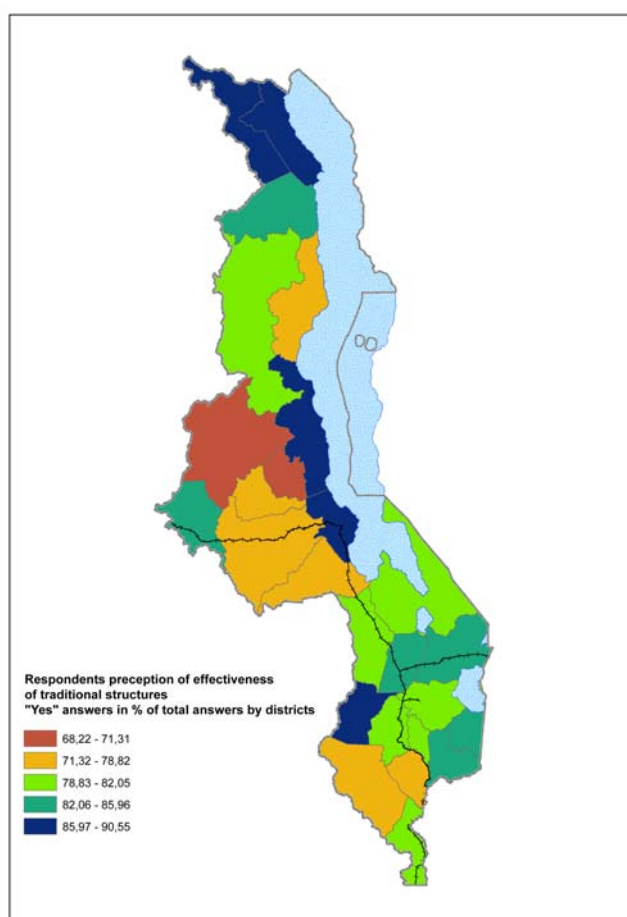 Respondents preception of effectiveness
of traditional structures
"Yes" answers in % of total answers by districts
68,22 - 71,31
71,32 - 78,82
78,83 - 82,05
82,06 - 85,96
85,97 - 90,55